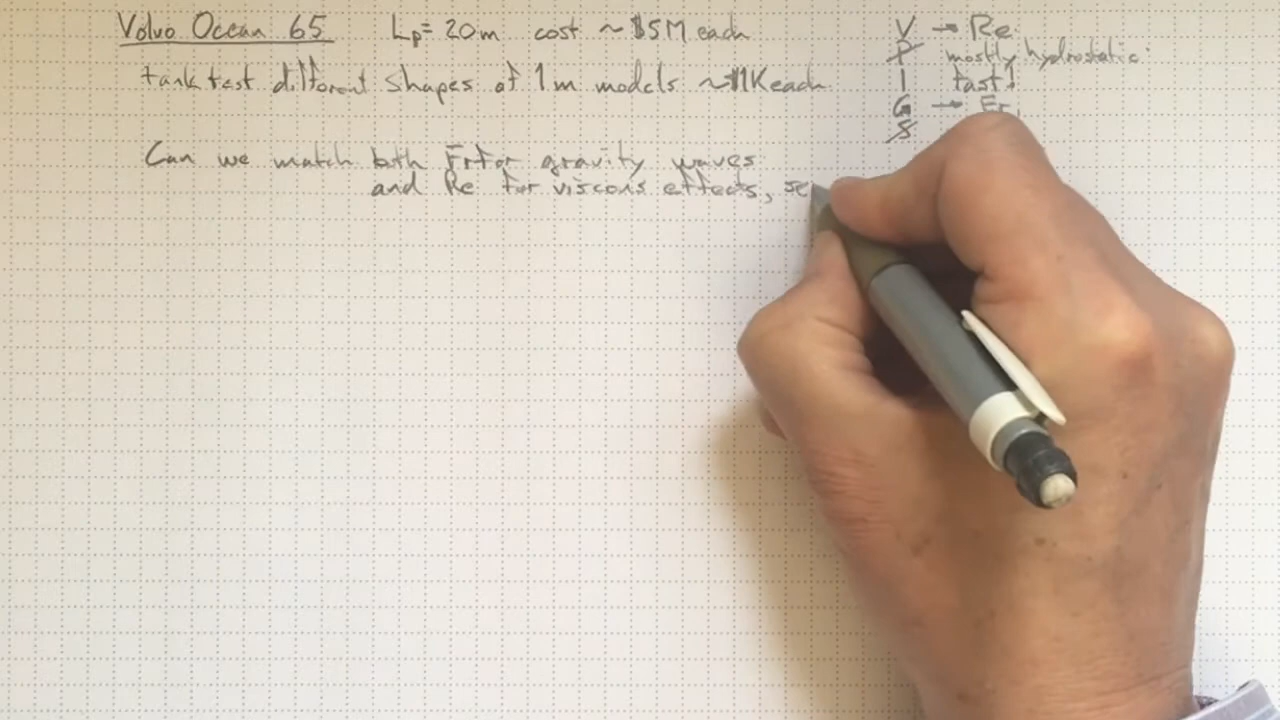 Volvo Ocean 65 Lp= 20m cost ~$5M each
tank test different shapes of 1m models ~$1K each
Can we match both Fr for gravity waves
and Re for viscous effects, se
V → Re
P mostly hydrostatic
I fast!
G → Fr
S